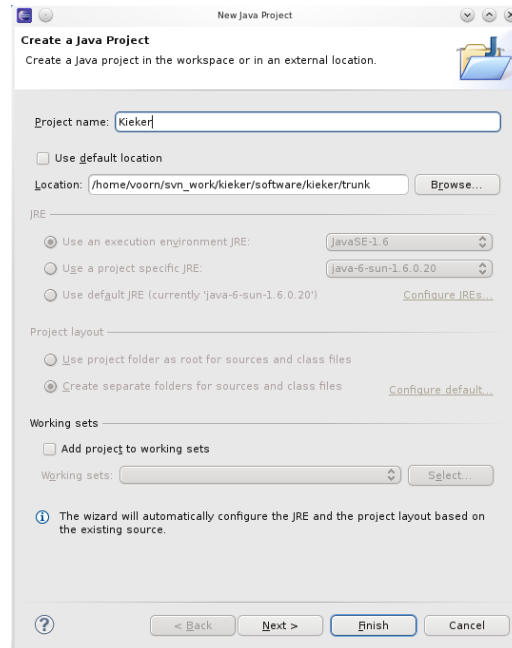 New Java Project
Create a Java Project
Create a Java project in the workspace or in an external location.
Project name: Kieker
Use default location
Location: /home/voorn/svn_work/kieker/software/kieker/trunk Browse...
JRE
Use an execution environment JRE: JavaSE-1.6
Use a project specific JRE: java-6-sun-1.6.0.20
Use default JRE (currently 'java-6-sun-1.6.0.20') Configure JREs...
Project layout
Use project folder as root for sources and class files
Create separate folders for sources and class files Configure default...
Working sets
Add project to working sets
Working sets: Select...
The wizard will automatically configure the JRE and the project layout based on
the existing source.
? < Back Next > Finish Cancel